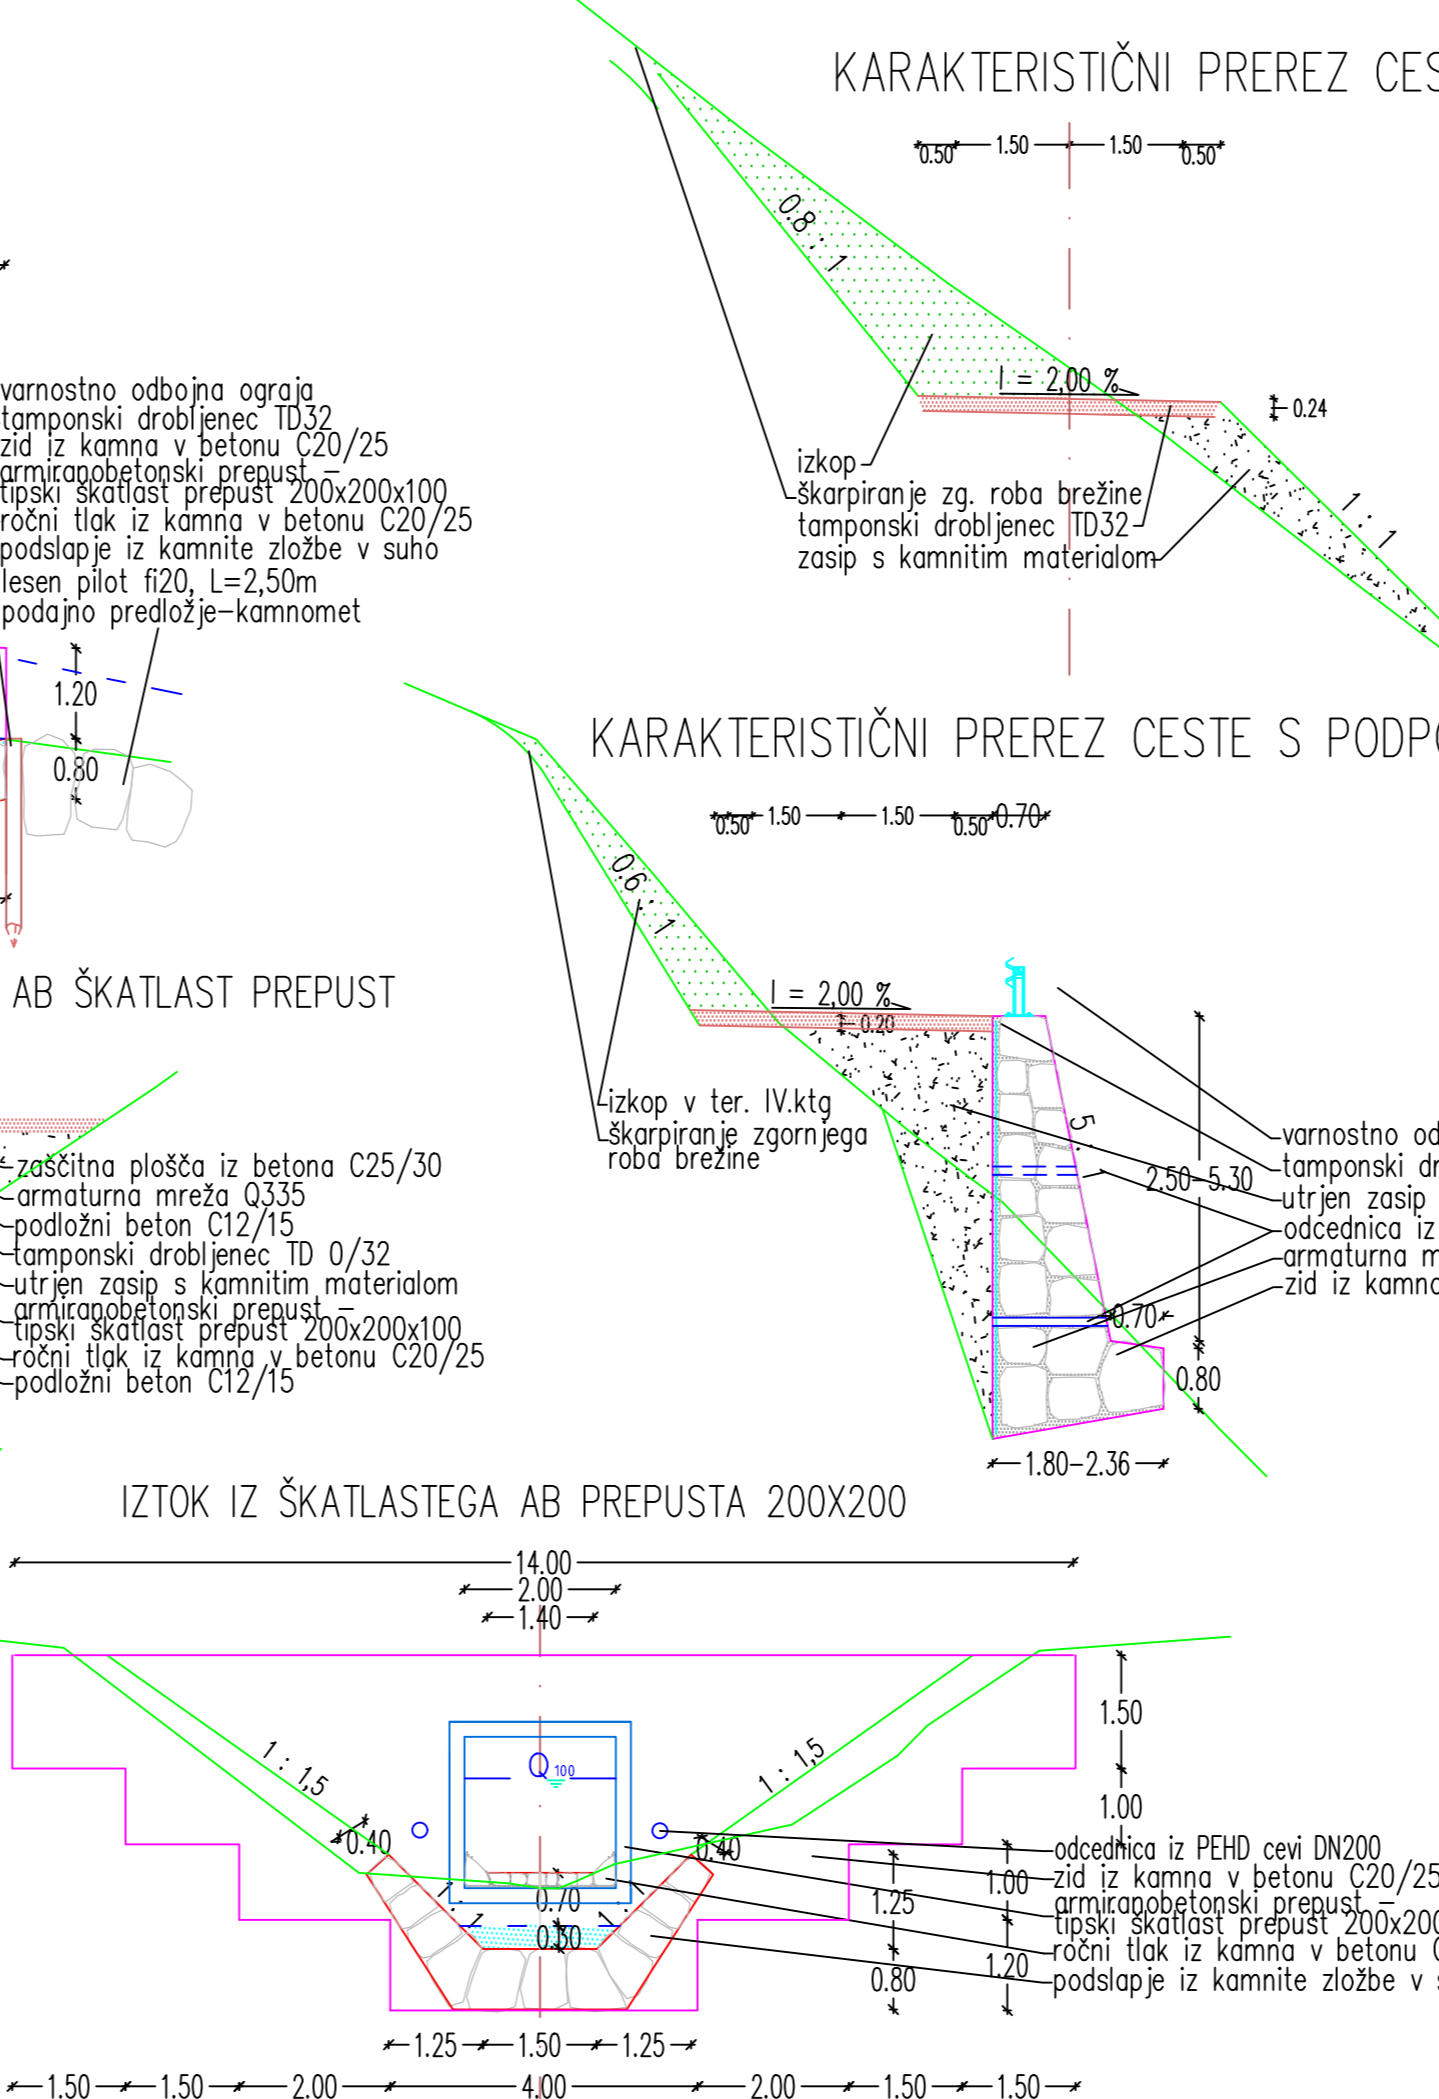 KARAKTERISTIČNI PREREZ CES
0.50 1.50 1.50 0.50
0.8 : 1
I = 2,00 %
0.24
1 : 1
izkop
škarpiranje zg. roba brežine
tamponski drobljenec TD32
zasip s kamnitim materialom
varnostno odbojna ograja
tamponski drobljenec TD32
zid iz kamna v betonu C20/25
armiranobetonski prepust –
tipski škatlast prepust 200x200x100
ročni tlak iz kamna v betonu C20/25
podslapje iz kamnite zložbe v suho
lesen pilot fi20, L=2,50m
podajno predložje–kamnomet
1.20
0.80
KARAKTERISTIČNI PREREZ CESTE S PODPO
0.50 1.50 1.50 0.50 0.70
0.6 : 1
I = 2,00 %
0.20
izkop v ter. IV.ktg
škarpiranje zgornjega
roba brežine
5 :
2.50–5.30
0.70
0.80
1.80–2.36
varnostno od
tamponski dr
utrjen zasip
odcednica iz
armaturna m
zid iz kamna
AB ŠKATLAST PREPUST
zaščitna plošča iz betona C25/30
armaturna mreža Q335
podložni beton C12/15
tamponski drobljenec TD 0/32
utrjen zasip s kamnitim materialom
armiranobetonski prepust –
tipski škatlast prepust 200x200x100
ročni tlak iz kamna v betonu C20/25
podložni beton C12/15
IZTOK IZ ŠKATLASTEGA AB PREPUSTA 200X200
14.00
2.00
1.40
1 : 1,5
1 : 1,5
Q 100
0.40
0.40
0.70
0.30
1.50
1.00
1.00
1.25
1.20
0.80
odcednica iz PEHD cevi DN200
zid iz kamna v betonu C20/25
armiranobetonski prepust –
tipski škatlast prepust 200x200
ročni tlak iz kamna v betonu C
podslapje iz kamnite zložbe v s
1.25 1.50 1.25
1.50 1.50 2.00 4.00 2.00 1.50 1.50